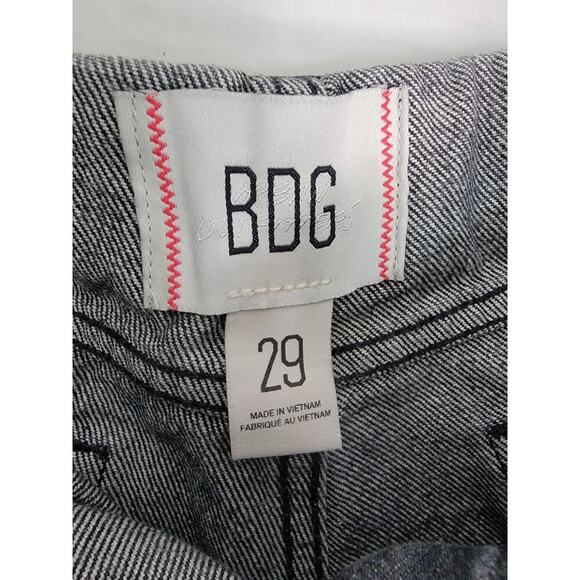 BDG
29
MADE IN VIETNAM
FABRIQUÉ AU VIETNAM